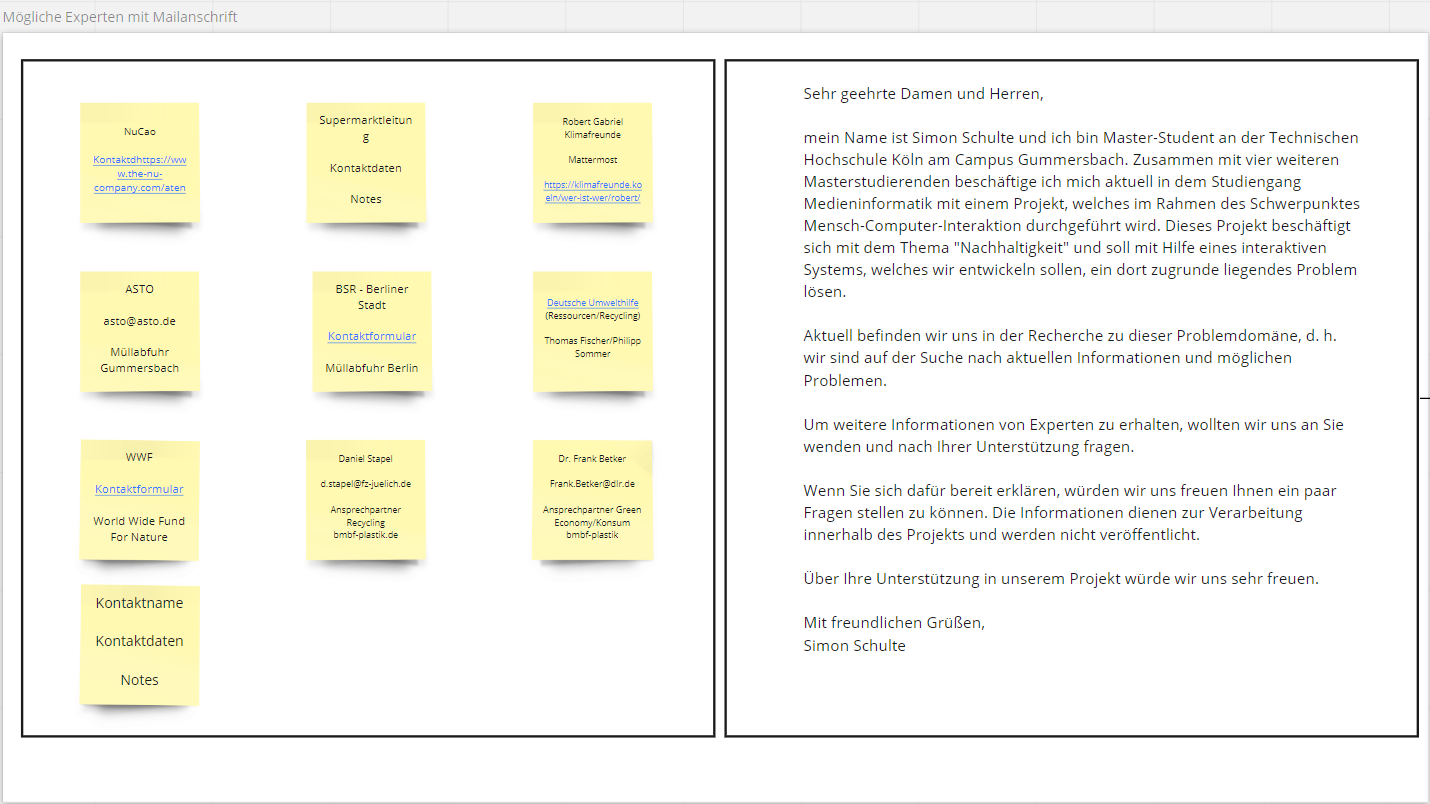 Mögliche Experten mit Mailanschrift
NuCao
Kontaktdhttps://ww
w.the-nu-
company.com/aten
Supermarktleitun
g
Kontaktdaten
Notes
Robert Gabriel
Klimafreunde
Mattermost
https://klimafreunde.ko
eln/wer-ist-wer/robert/
ASTO
asto@asto.de
Müllabfuhr
Gummersbach
BSR - Berliner
Stadt
Kontaktformular
Müllabfuhr Berlin
Deutsche Umwelthilfe
(Ressourcen/Recycling)
Thomas Fischer/Philipp
Sommer
WWF
Kontaktformular
World Wide Fund
For Nature
Daniel Stapel
d.stapel@fz-juelich.de
Ansprechpartner
Recycling
bmbf-plastik.de
Dr. Frank Betker
Frank.Betker@dlr.de
Ansprechpartner Green
Economy/Konsum
bmbf-plastik
Kontaktname
Kontaktdaten
Notes
Sehr geehrte Damen und Herren,
mein Name ist Simon Schulte und ich bin Master-Student an der Technischen
Hochschule Köln am Campus Gummersbach. Zusammen mit vier weiteren
Masterstudierenden beschäftige ich mich aktuell in dem Studiengang
Medieninformatik mit einem Projekt, welches im Rahmen des Schwerpunktes
Mensch-Computer-Interaktion durchgeführt wird. Dieses Projekt beschäftigt
sich mit dem Thema "Nachhaltigkeit" und soll mit Hilfe eines interaktiven
Systems, welches wir entwickeln sollen, ein dort zugrunde liegendes Problem
lösen.
Aktuell befinden wir uns in der Recherche zu dieser Problemdomäne, d. h.
wir sind auf der Suche nach aktuellen Informationen und möglichen
Problemen.
Um weitere Informationen von Experten zu erhalten, wollten wir uns an Sie
wenden und nach Ihrer Unterstützung fragen.
Wenn Sie sich dafür bereit erklären, würden wir uns freuen Ihnen ein paar
Fragen stellen zu können. Die Informationen dienen zur Verarbeitung
innerhalb des Projekts und werden nicht veröffentlicht.
Über Ihre Unterstützung in unserem Projekt würde wir uns sehr freuen.
Mit freundlichen Grüßen,
Simon Schulte